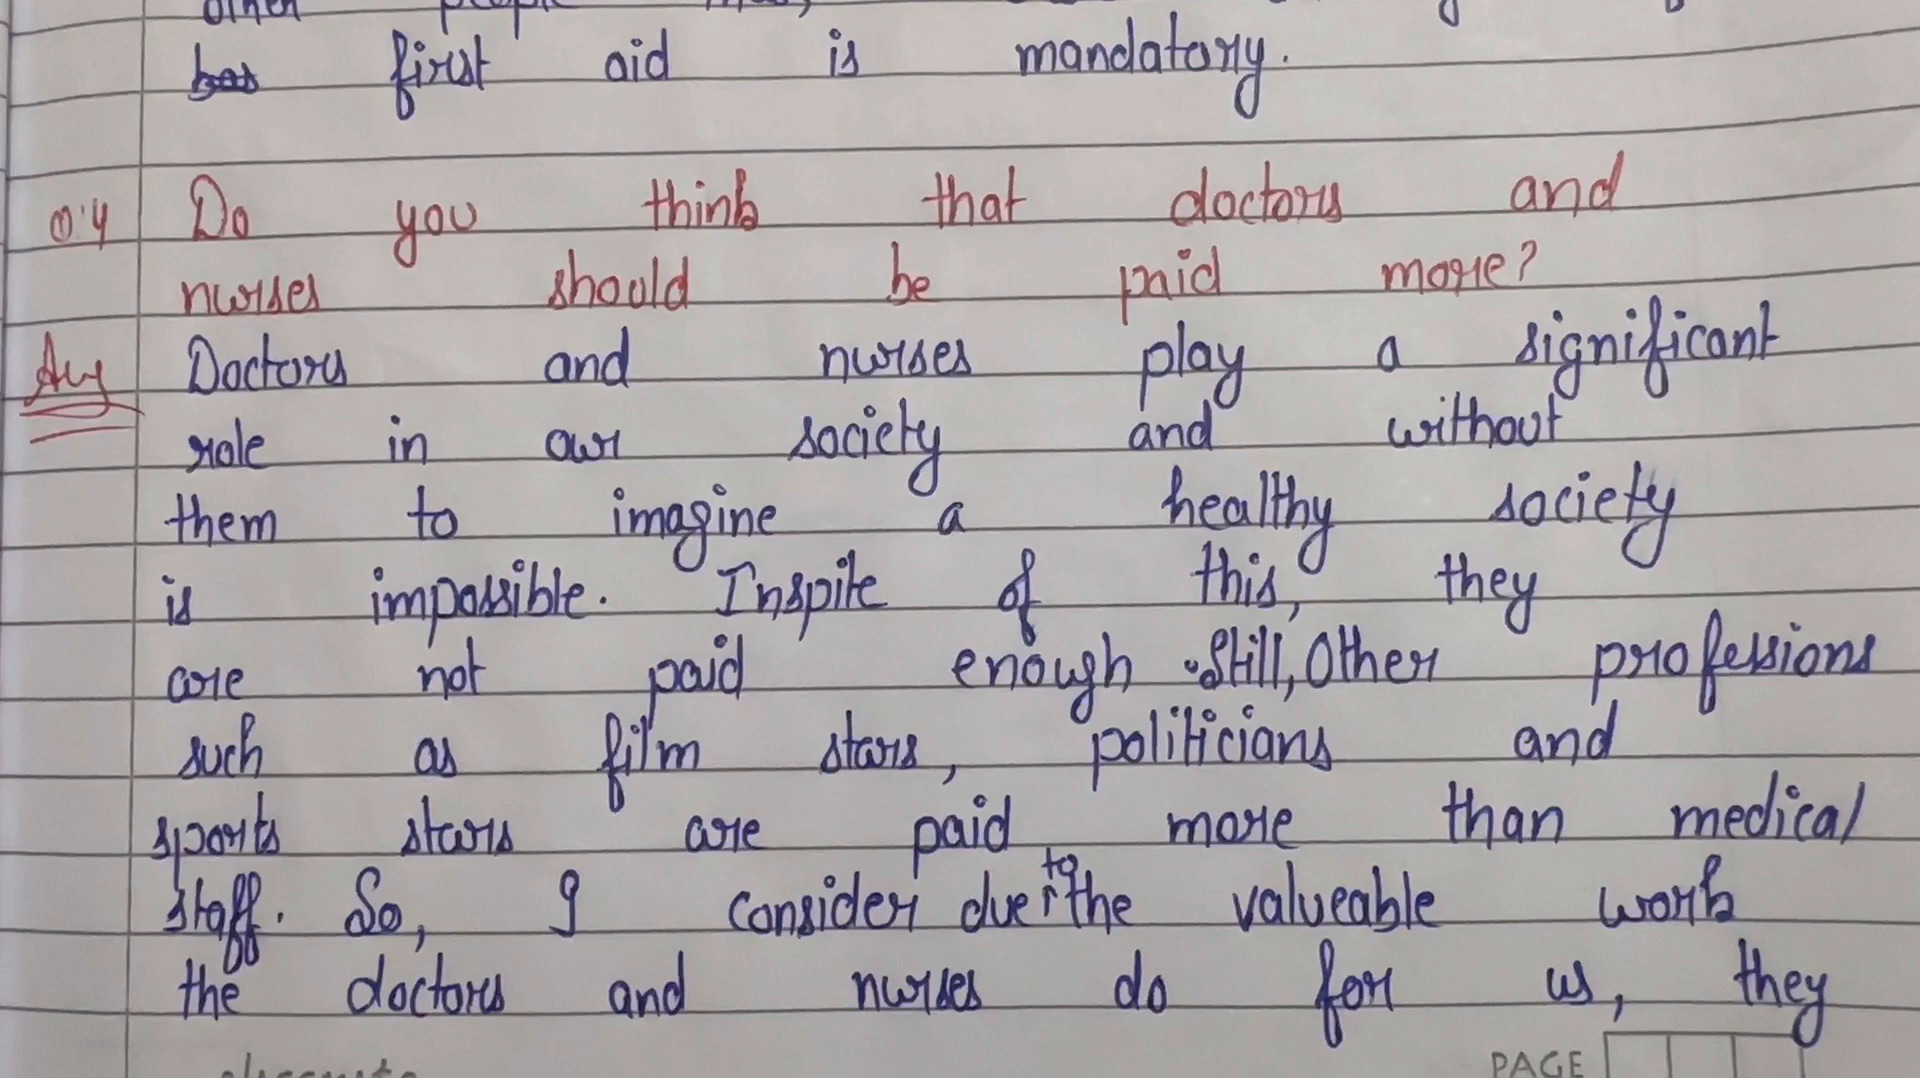 other people
first aid is mandatory.
Q.4 Do you think that doctors and
nurses should be paid more?
Ans Doctors and nurses play a significant
role in our society and without
them to imagine a healthy society
is impossible. Inspite of this, they
are not paid enough. Still, Other professions
such as film stars, politicians and
sports stars are paid more than medical
staff. So, I consider due to the valueable work
the doctors and nurses do for us, they
PAGE